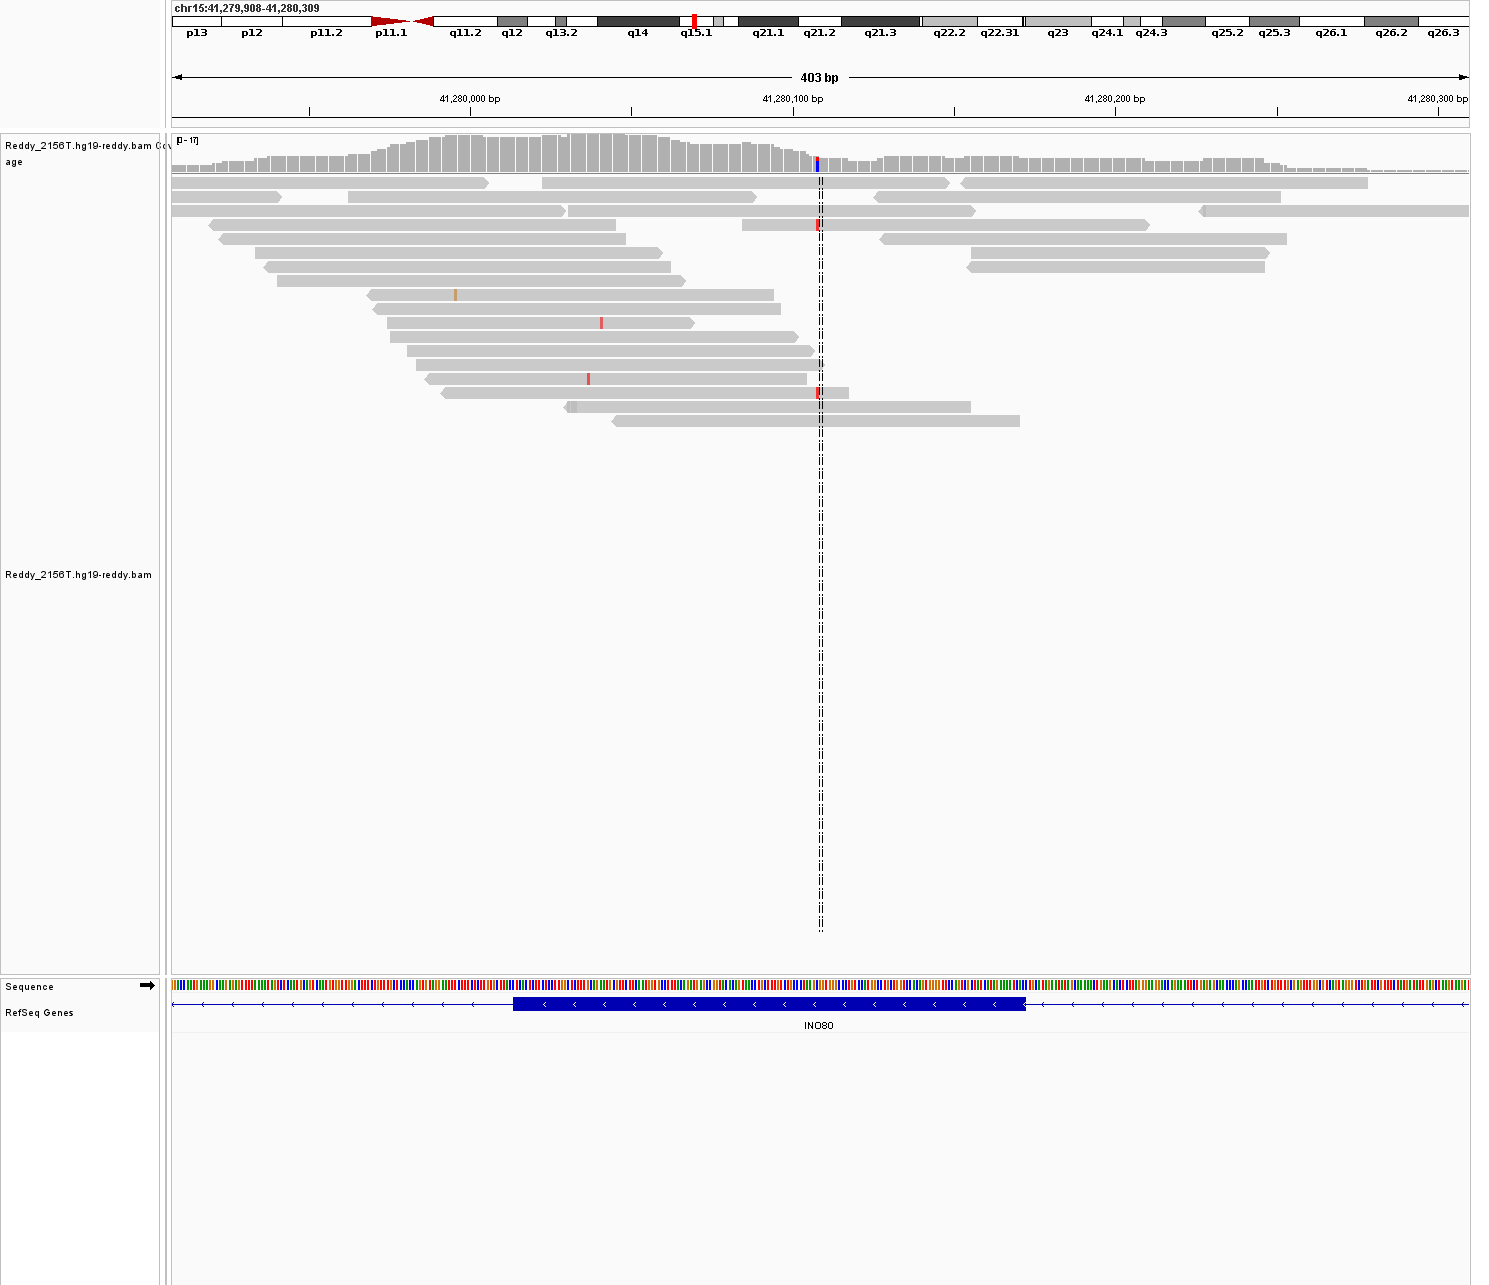 chr15:41,279,908-41,280,309
p13 p12 p11.2 p11.1 q11.2 q12 q13.2 q14 q15.1 q21.1 q21.2 q21.3 q22.2 q22.31 q23 q24.1 q24.3 q25.2 q25.3 q26.1 q26.2 q26.3
403 bp
41,280,000 bp 41,280,100 bp 41,280,200 bp 41,280,300 bp
[0 - 17]
Reddy_2156T.hg19-reddy.bam Cov
age
Reddy_2156T.hg19-reddy.bam
Sequence
RefSeq Genes
INO80